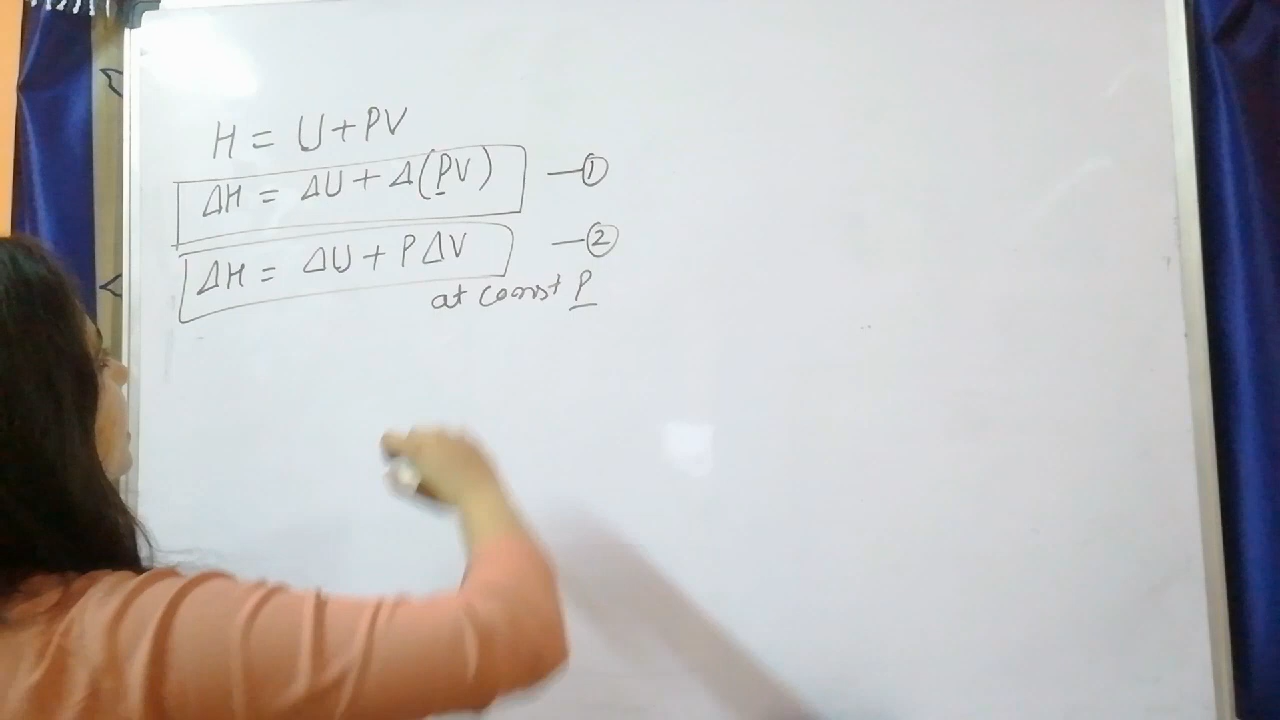 H = U + PV
ΔH = ΔU + Δ(PV) —①
ΔH = ΔU + PΔV —②
at const P